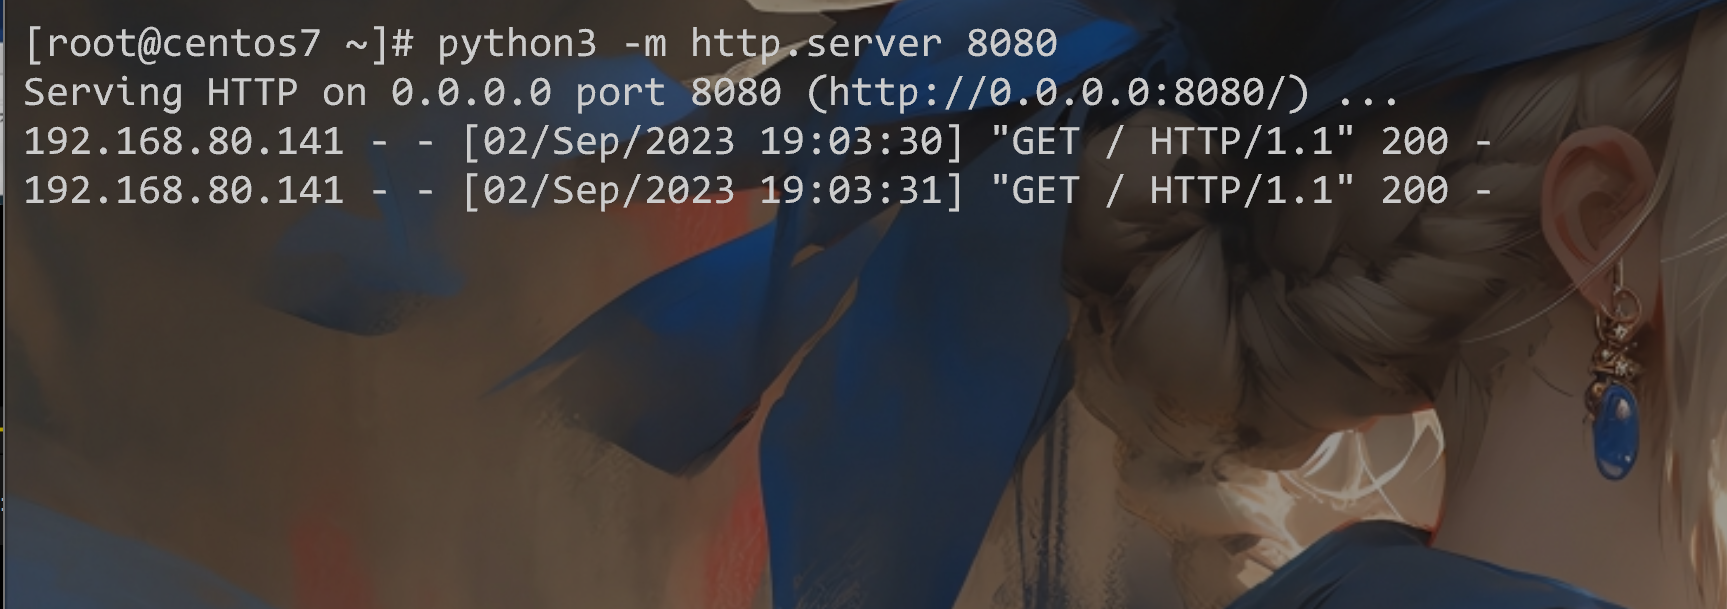 [root@centos7 ~]# python3 -m http.server 8080
Serving HTTP on 0.0.0.0 port 8080 (http://0.0.0.0:8080/) ...
192.168.80.141 - - [02/Sep/2023 19:03:30] "GET / HTTP/1.1" 200 -
192.168.80.141 - - [02/Sep/2023 19:03:31] "GET / HTTP/1.1" 200 -